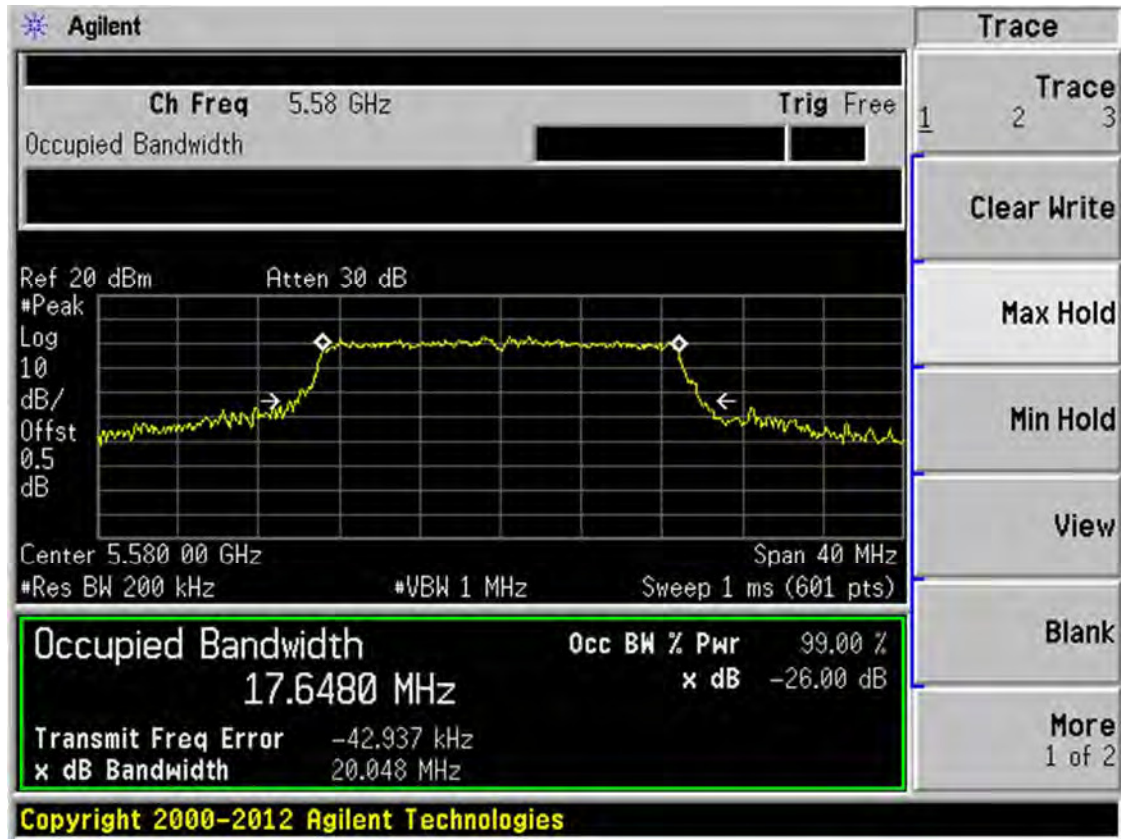 Agilent
Trace
Ch Freq 5.58 GHz Trig Free
Occupied Bandwidth
Trace
1 2 3
Clear Write
Max Hold
Min Hold
View
Blank
More
1 of 2
Ref 20 dBm Atten 30 dB
#Peak
Log
10
dB/
Offst
0.5
dB
Center 5.580 00 GHz Span 40 MHz
#Res BW 200 kHz #VBW 1 MHz Sweep 1 ms (601 pts)
Occupied Bandwidth
17.6480 MHz
Occ BW % Pwr 99.00 %
x dB -26.00 dB
Transmit Freq Error -42.937 kHz
x dB Bandwidth 20.048 MHz
Copyright 2000-2012 Agilent Technologies